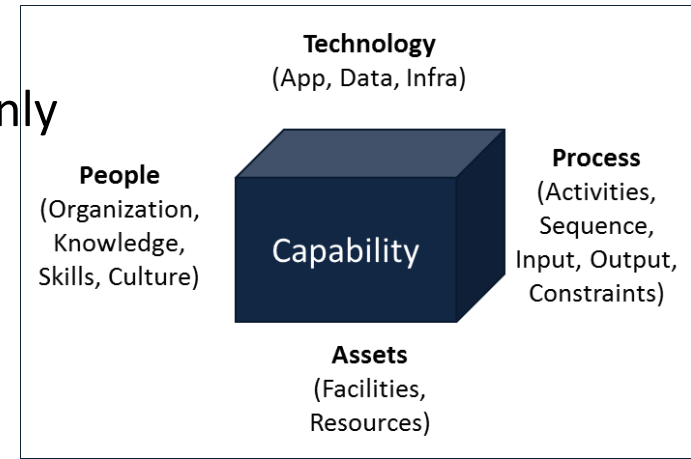 Technology
(App, Data, Infra)
nly
People
(Organization,
Knowledge,
Skills, Culture)
Capability
Process
(Activities,
Sequence,
Input, Output,
Constraints)
Assets
(Facilities,
Resources)